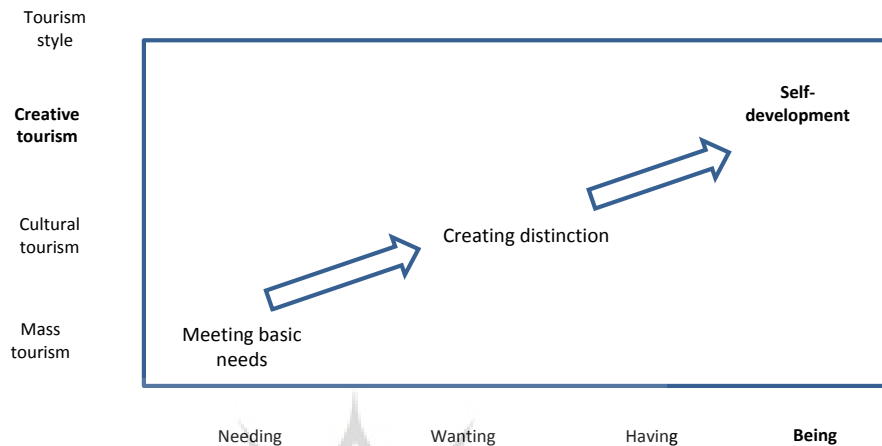 Tourism
style
Creative
tourism
Self-
development
Cultural
tourism
Creating distinction
Mass
tourism
Meeting basic
needs
Needing
Wanting
Having
Being